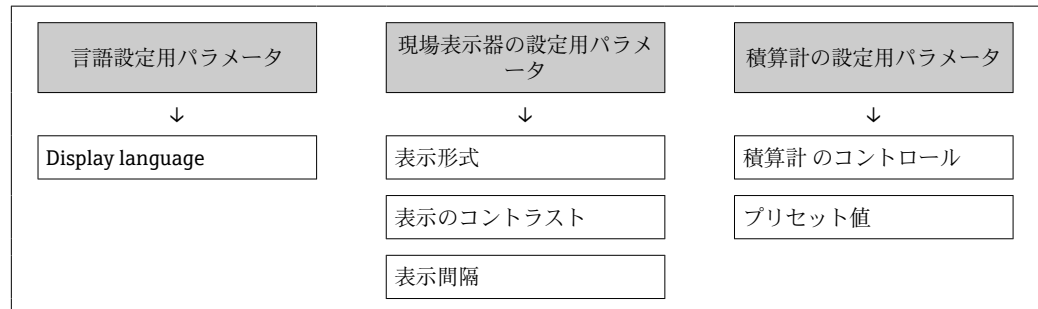 言語設定用パラメータ
↓
Display language
現場表示器の設定用パラメ
ータ
↓
表示形式
表示のコントラスト
表示間隔
積算計の設定用パラメータ
↓
積算計 のコントロール
プリセット値